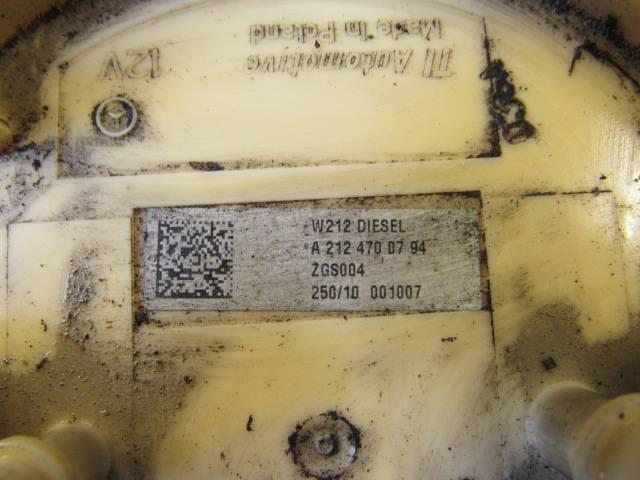 Made in Poland
TI Automotive
12V
W212 DIESEL
A 212 470 07 94
ZGS004
250/10 001007